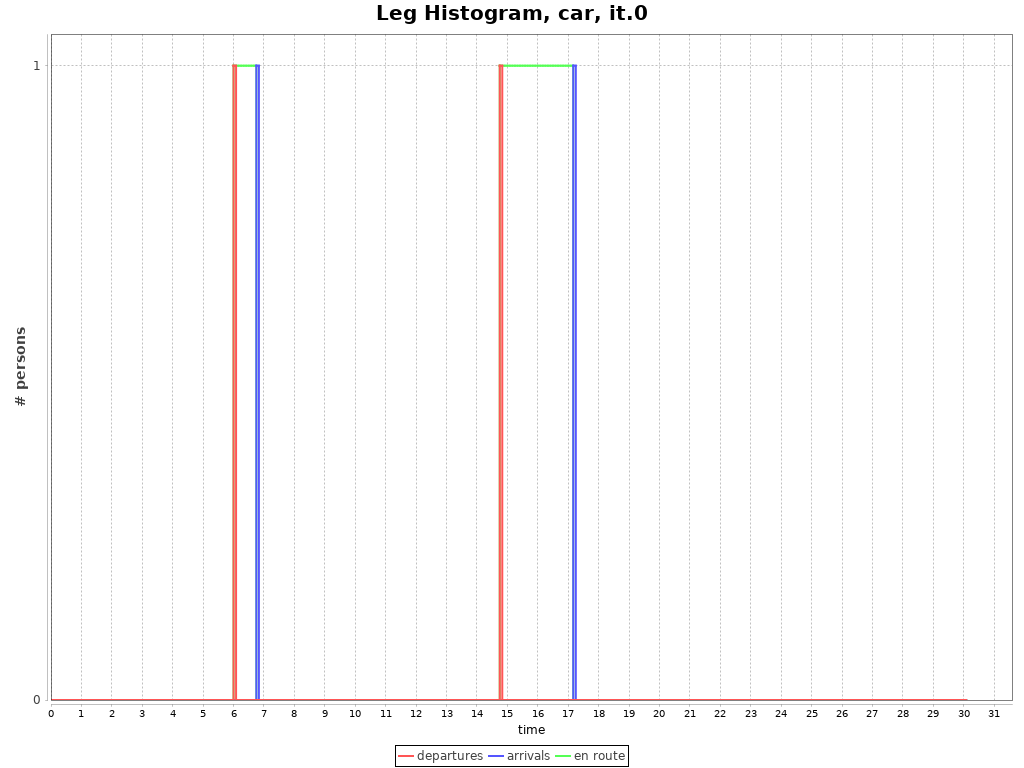 Leg Histogram, car, it.0
# persons
1
0
0 1 2 3 4 5 6 7 8 9 10 11 12 13 14 15 16 17 18 19 20 21 22 23 24 25 26 27 28 29 30 31
time
departures arrivals en route